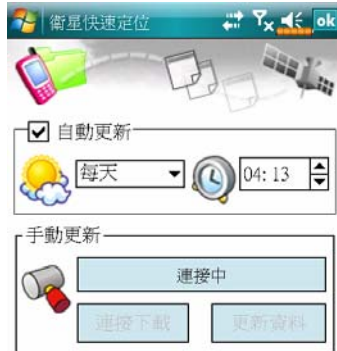 衛星快速定位 ok
自動更新
每天 04:13
手動更新
連接中
連接下載 更新資料